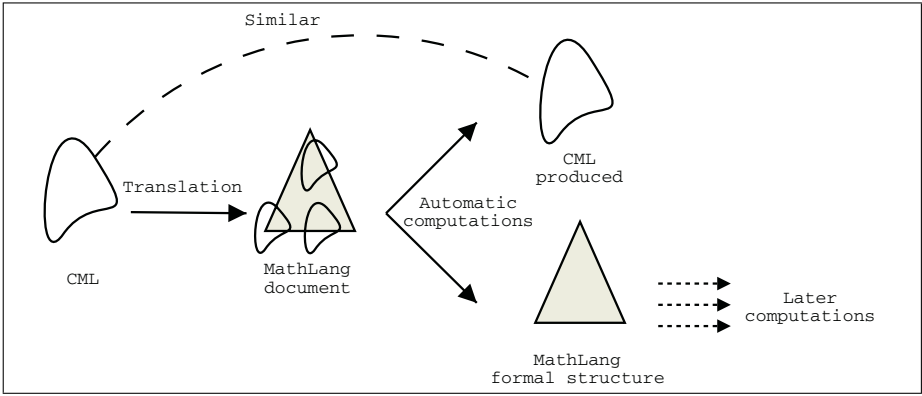 Similar
CML
produced
Translation
Automatic
computations
CML
MathLang
document
Later
computations
MathLang
formal structure